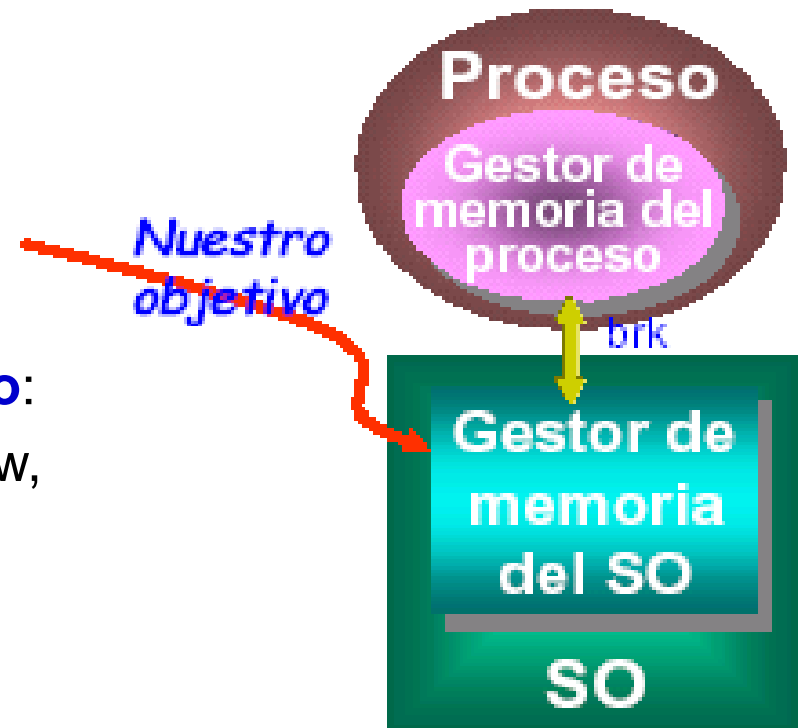 Proceso
Gestor de
memoria del
proceso
Nuestro
objetivo
brk
o:
w,
Gestor de
memoria
del SO
SO